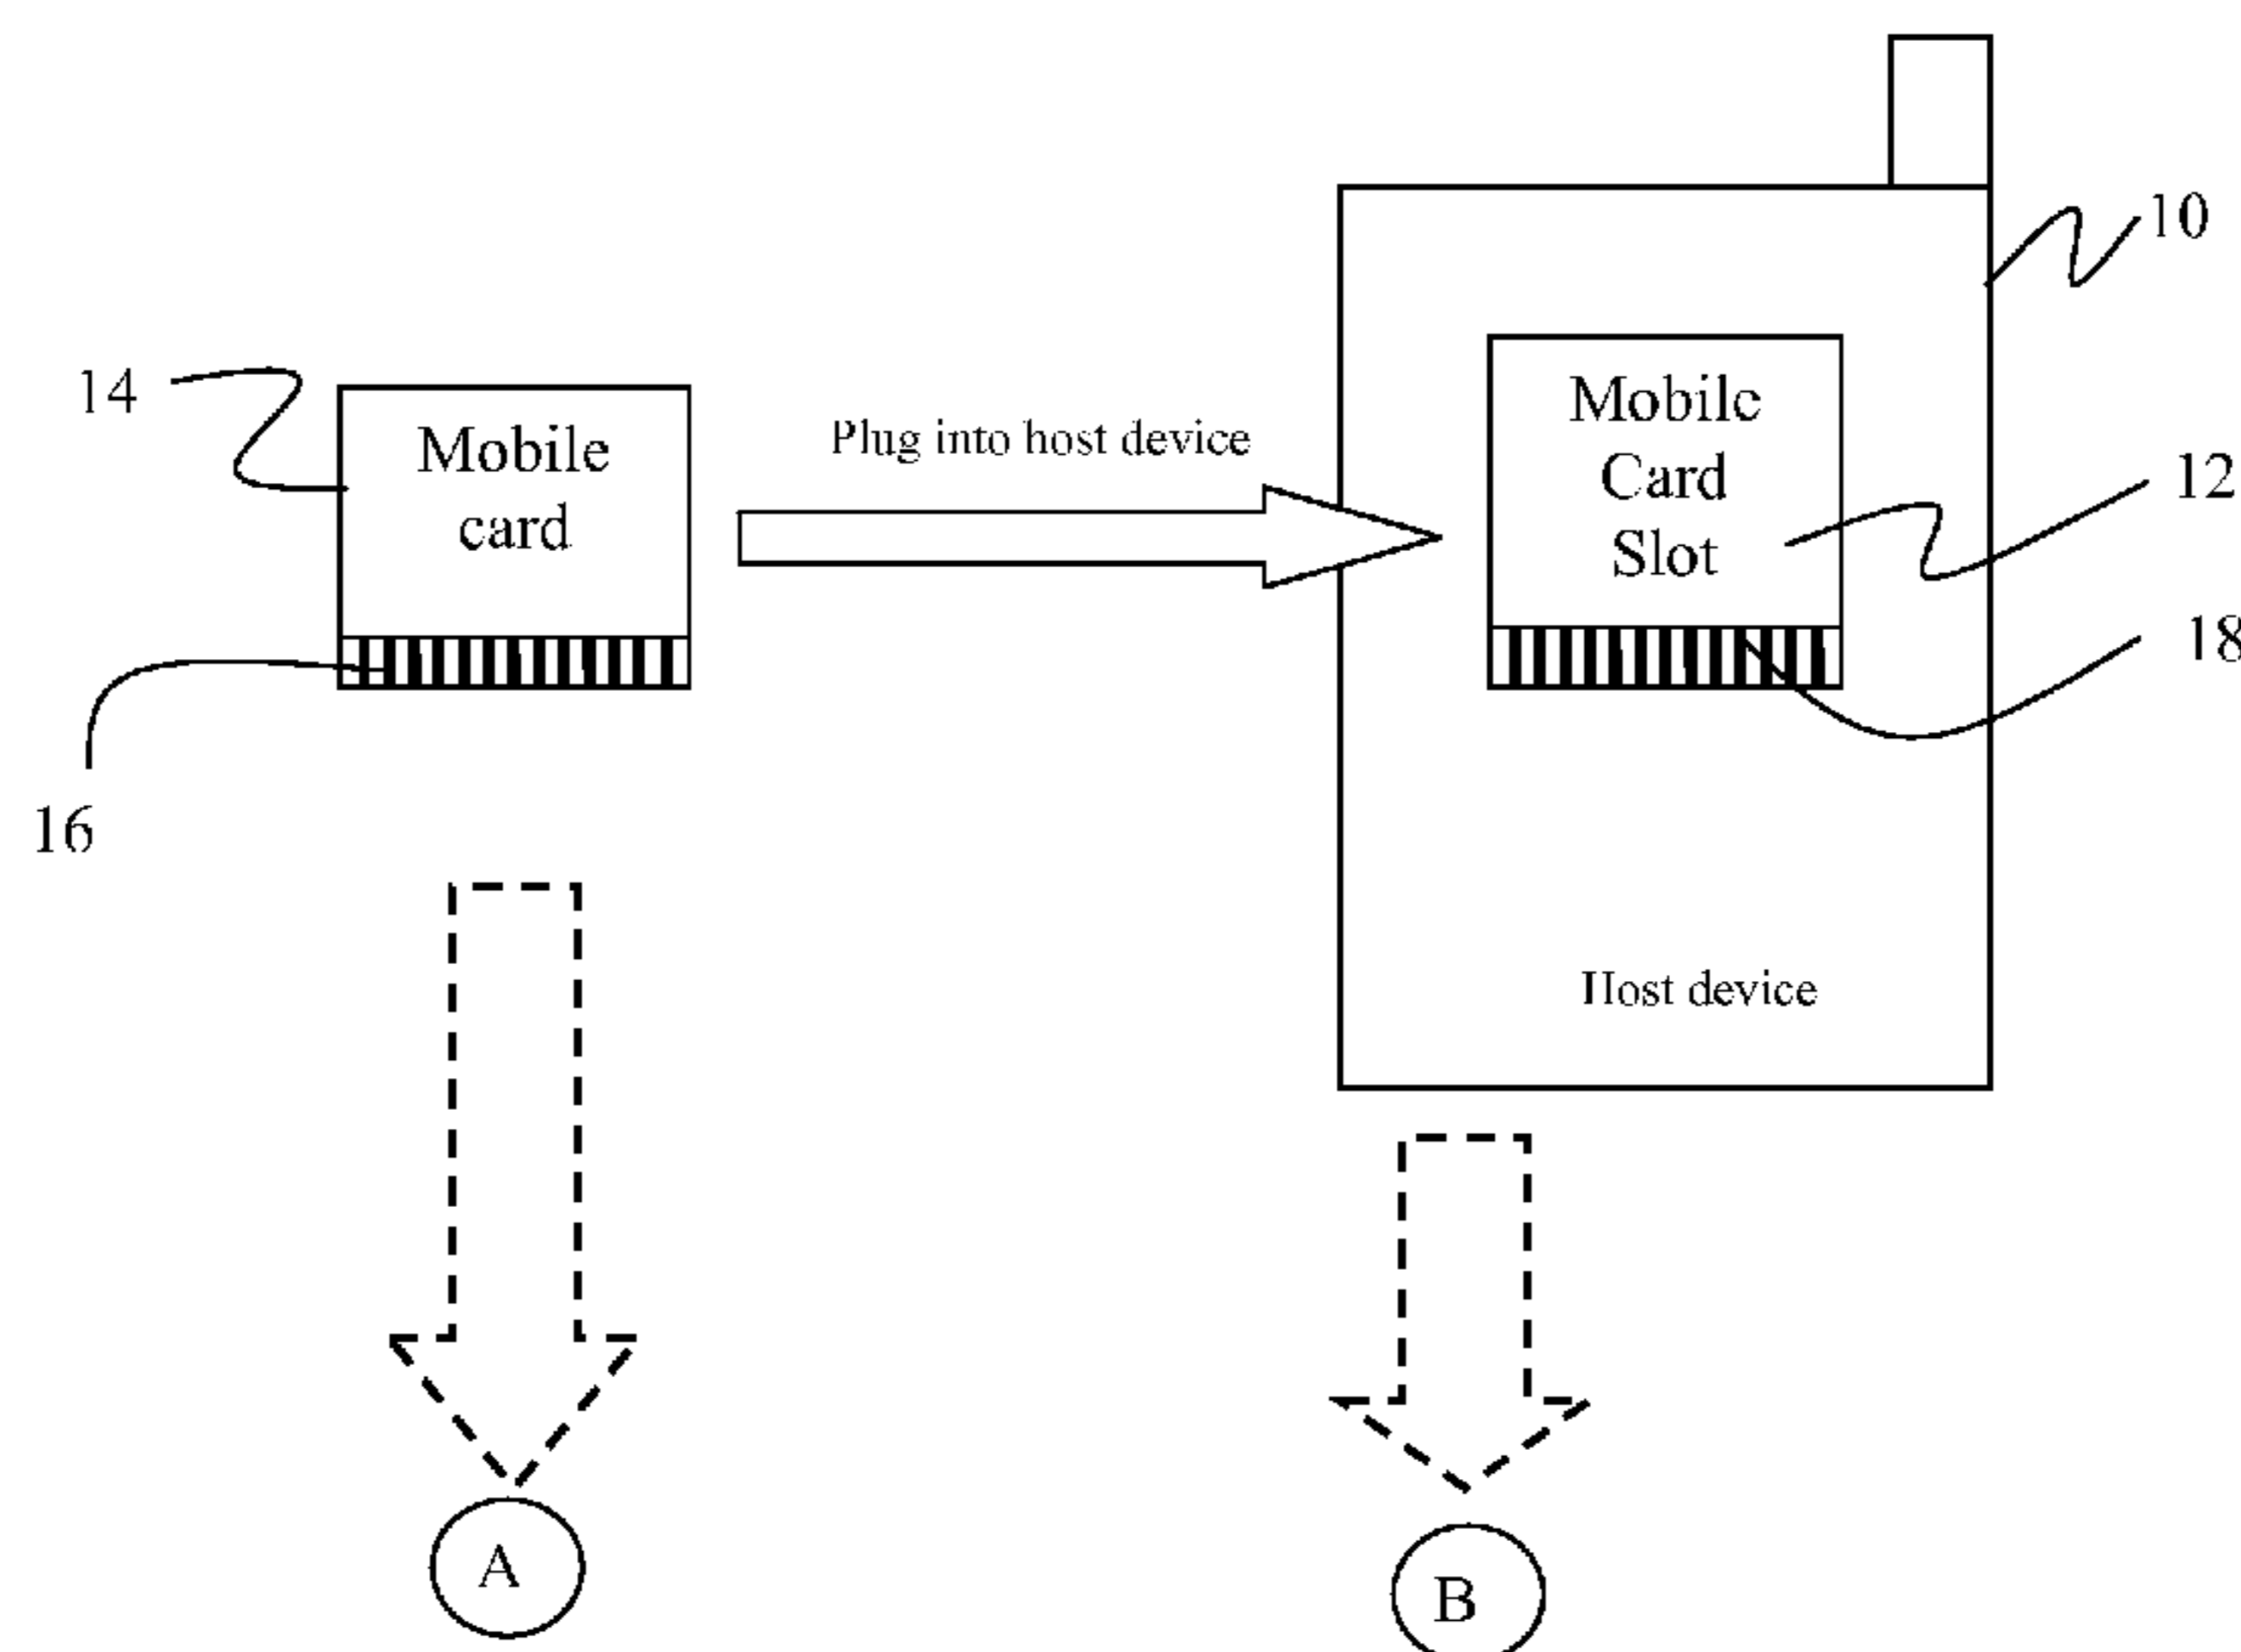 10
14
Mobile
card
Plug into host device
Mobile
Card
Slot
12
18
16
Host device
A
B